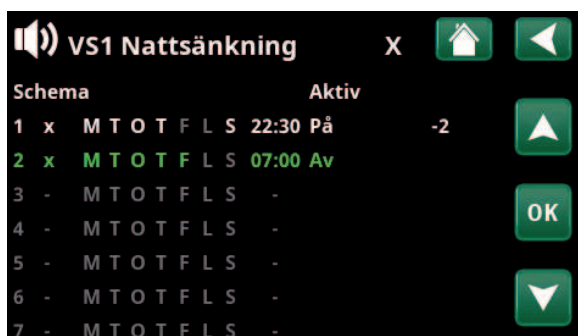 VS1 Nattsänkning X
Schema Aktiv
1 x M T O T F L S 22:30 På -2
2 x M T O T F L S 07:00 Av
3 - M T O T F L S -
4 - M T O T F L S -
OK
5 - M T O T F L S -
6 - M T O T F L S -
7 - M T O T F L S -